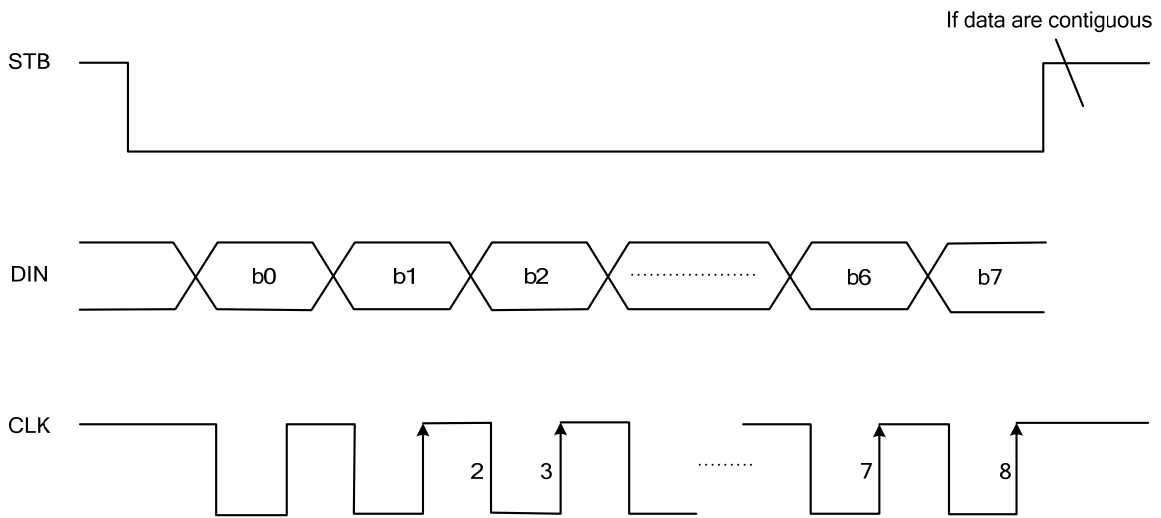 If data are contiguous
STB
DIN
b0
b1
b2
b6
b7
CLK
2
3
7
8